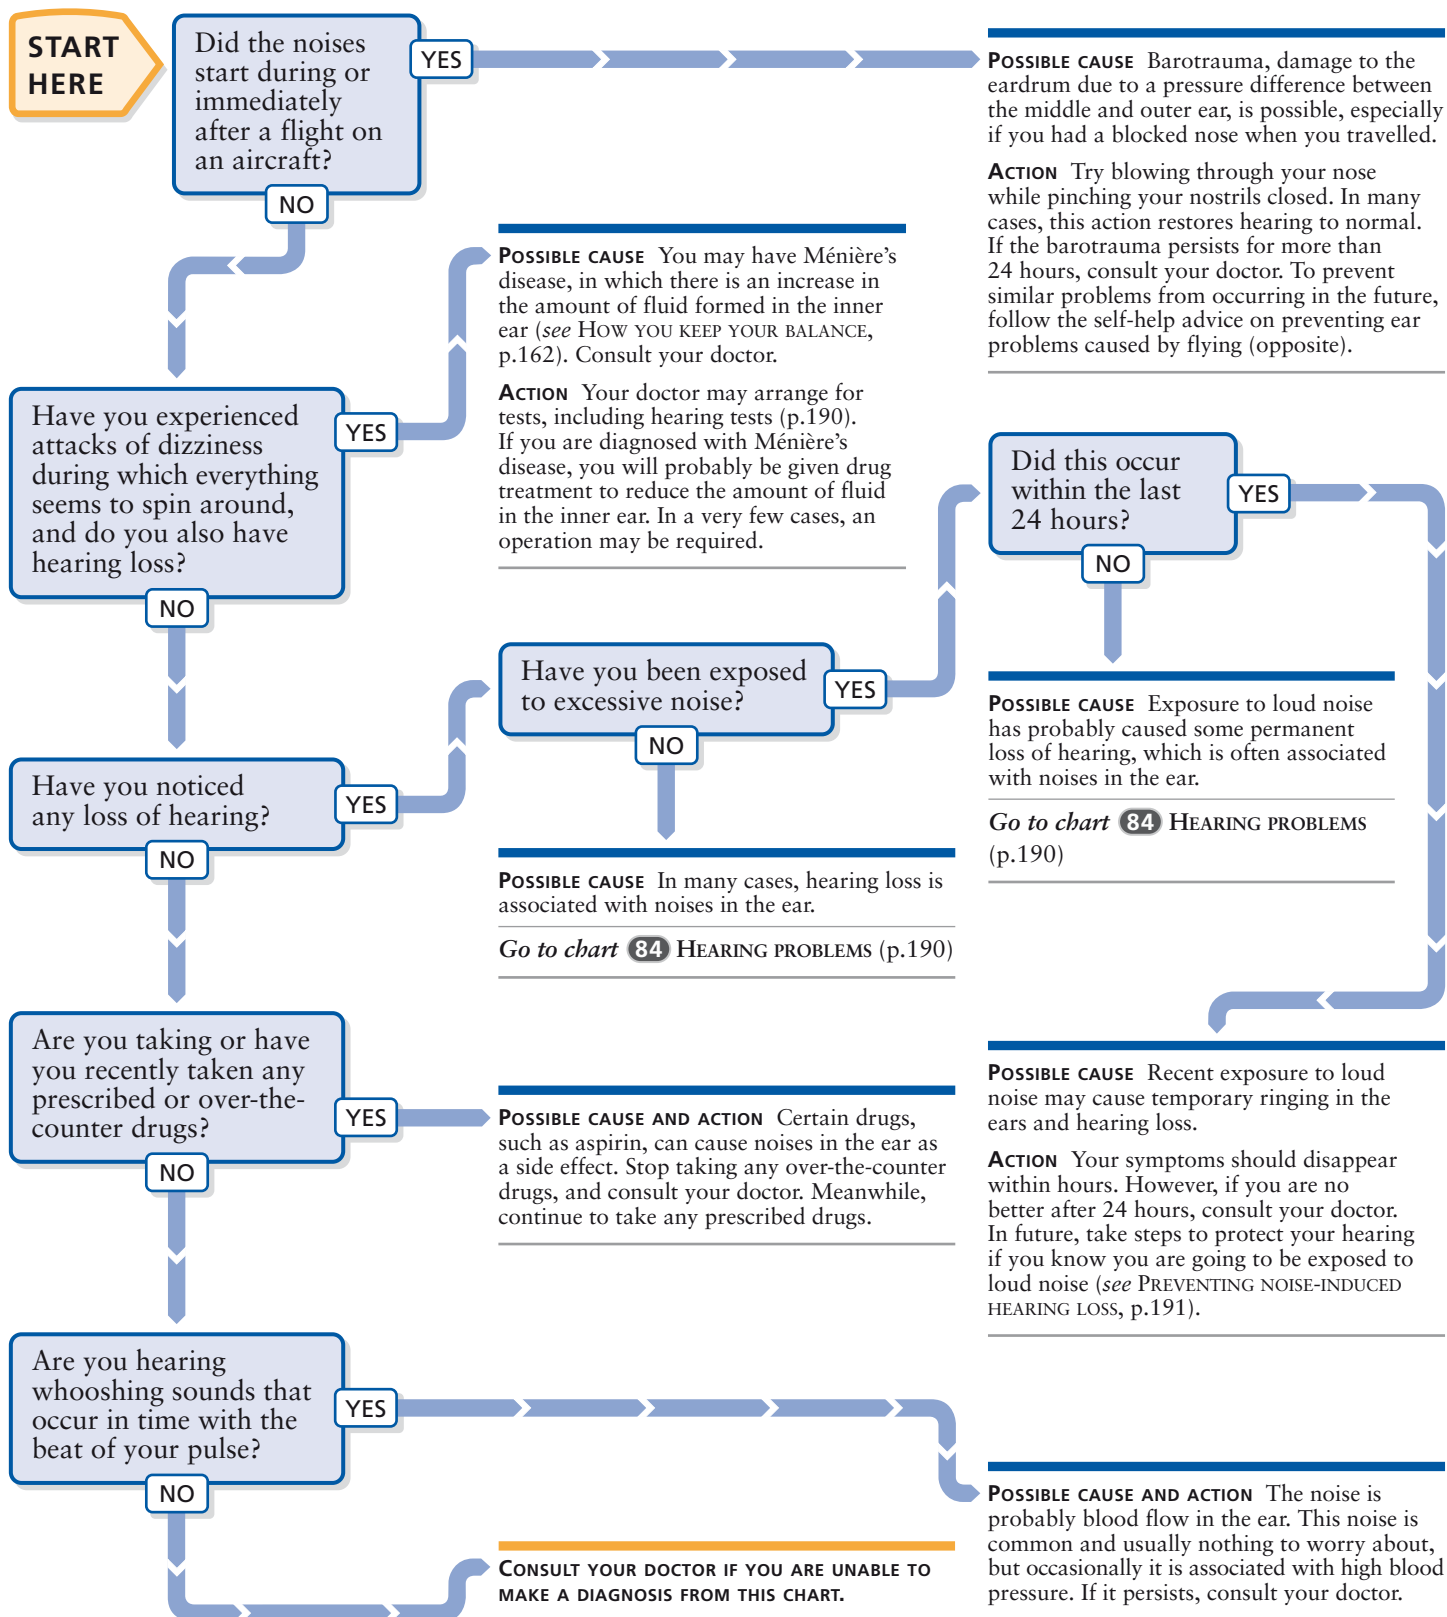 START
HERE
Did the noises
start during or
immediately
after a flight on
an aircraft?
YES
NO
POSSIBLE CAUSE Barotrauma, damage to the
eardrum due to a pressure difference between
the middle and outer ear, is possible, especially
if you had a blocked nose when you travelled.
ACTION Try blowing through your nose
while pinching your nostrils closed. In many
cases, this action restores hearing to normal.
If the barotrauma persists for more than
24 hours, consult your doctor. To prevent
similar problems from occurring in the future,
follow the self-help advice on preventing ear
problems caused by flying (opposite).
Have you experienced
attacks of dizziness
during which everything
seems to spin around,
and do you also have
hearing loss?
YES
NO
POSSIBLE CAUSE You may have Ménière's
disease, in which there is an increase in
the amount of fluid formed in the inner
ear (see HOW YOU KEEP YOUR BALANCE,
p.162). Consult your doctor.
ACTION Your doctor may arrange for
tests, including hearing tests (p.190).
If you are diagnosed with Ménière's
disease, you will probably be given drug
treatment to reduce the amount of fluid
in the inner ear. In a very few cases, an
operation may be required.
Have you noticed
any loss of hearing?
YES
NO
Have you been exposed
to excessive noise?
YES
NO
POSSIBLE CAUSE In many cases, hearing loss is
associated with noises in the ear.
Go to chart 84 HEARING PROBLEMS (p.190)
Did this occur
within the last
24 hours?
YES
NO
POSSIBLE CAUSE Exposure to loud noise
has probably caused some permanent
loss of hearing, which is often associated
with noises in the ear.
Go to chart 84 HEARING PROBLEMS
(p.190)
POSSIBLE CAUSE Recent exposure to loud
noise may cause temporary ringing in the
ears and hearing loss.
ACTION Your symptoms should disappear
within hours. However, if you are no
better after 24 hours, consult your doctor.
In future, take steps to protect your hearing
if you know you are going to be exposed to
loud noise (see PREVENTING NOISE-INDUCED
HEARING LOSS, p.191).
Are you taking or have
you recently taken any
prescribed or over-the-
counter drugs?
YES
NO
POSSIBLE CAUSE AND ACTION Certain drugs,
such as aspirin, can cause noises in the ear as
a side effect. Stop taking any over-the-counter
drugs, and consult your doctor. Meanwhile,
continue to take any prescribed drugs.
Are you hearing
whooshing sounds that
occur in time with the
beat of your pulse?
YES
NO
POSSIBLE CAUSE AND ACTION The noise is
probably blood flow in the ear. This noise is
common and usually nothing to worry about,
but occasionally it is associated with high blood
pressure. If it persists, consult your doctor.
CONSULT YOUR DOCTOR IF YOU ARE UNABLE TO
MAKE A DIAGNOSIS FROM THIS CHART.